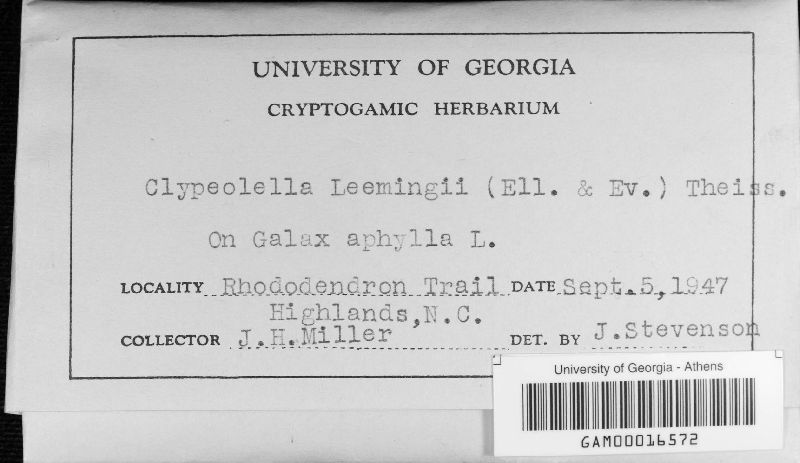 UNIVERSITY OF GEORGIA
CRYPTOGAMIC HERBARIUM
Clypeolella Leemingii (Ell. & Ev.) Theiss.
On Galax aphylla L.
LOCALITY Rhododendron Trail DATE Sept.5,1947
Highlands,N.C.
COLLECTOR J.H.Miller DET. BY J.Stevenson
University of Georgia - Athens
GAM00016572